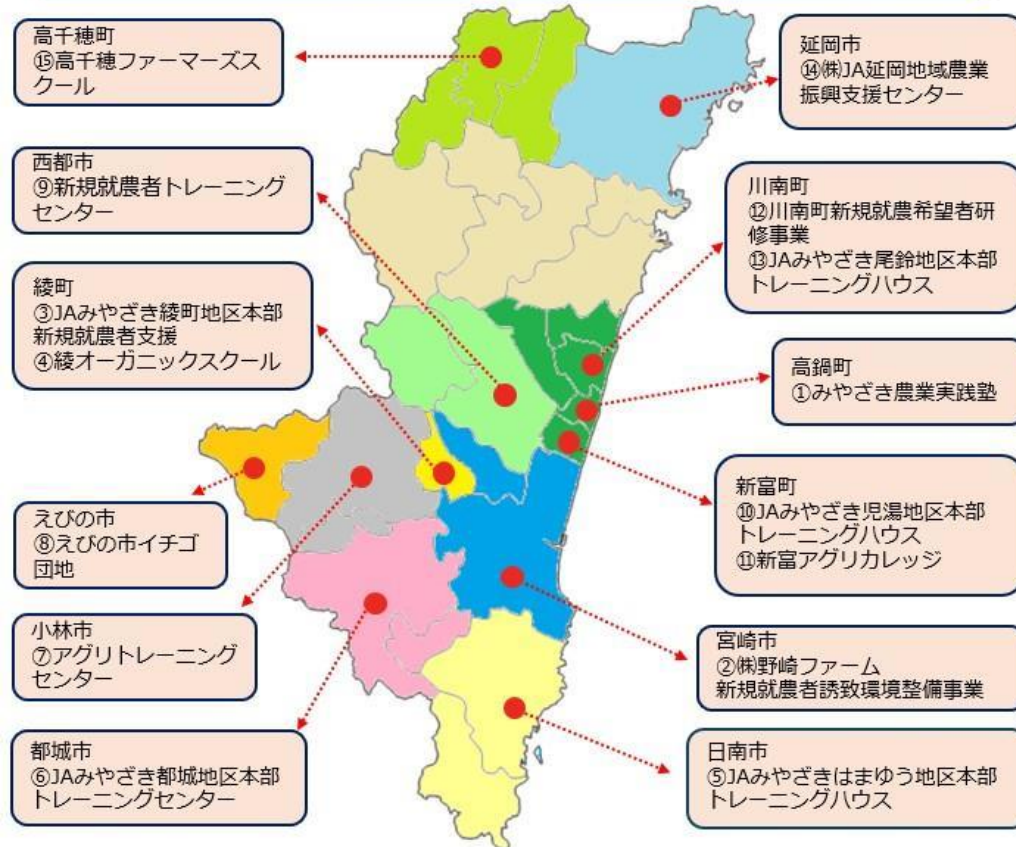 高千穂町
⑮高千穂ファーマーズス
クール
延岡市
⑭㈱JA延岡地域農業
振興支援センター
西都市
⑨新規就農者トレーニング
センター
川南町
⑫川南町新規就農希望者研
修事業
⑬JAみやざき尾鈴地区本部
トレーニングハウス
綾町
③JAみやざき綾町地区本部
新規就農者支援
④綾オーガニックスクール
高鍋町
①みやざき農業実践塾
えびの市
⑧えびの市イチゴ
団地
新富町
⑩JAみやざき児湯地区本部
トレーニングハウス
⑪新富アグリカレッジ
小林市
⑦アグリトレーニング
センター
宮崎市
②㈱野崎ファーム
新規就農者誘致環境整備事業
都城市
⑥JAみやざき都城地区本部
トレーニングセンター
日南市
⑤JAみやざきはまゆう地区本部
トレーニングハウス